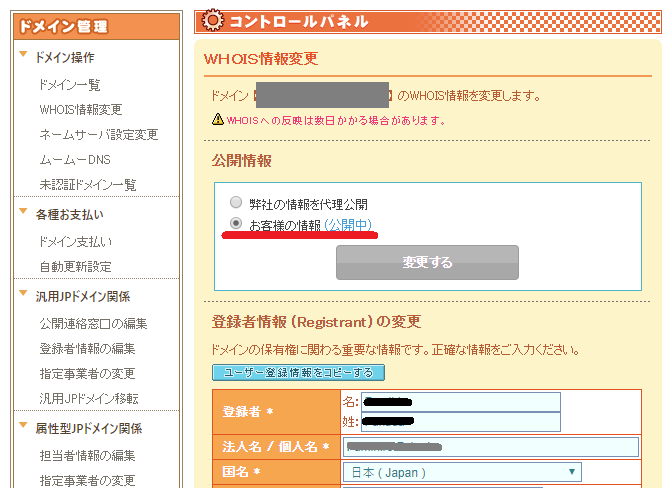 ドメイン管理
ドメイン操作
ドメイン一覧
WHOIS情報変更
ネームサーバ設定変更
ムームーDNS
未認証ドメイン一覧
各種お支払い
ドメイン支払い
自動更新設定
汎用JPドメイン関係
公開連絡窓口の編集
登録者情報の編集
指定事業者の変更
汎用JPドメイン移転
属性型JPドメイン関係
担当者情報の編集
指定事業者の変更
コントロールパネル
WHOIS情報変更
ドメイン【 】のWHOIS情報を変更します。
WHOISへの反映は数日かかる場合があります。
公開情報
弊社の情報を代理公開
お客様の情報(公開中)
変更する
登録者情報(Registrant)の変更
ドメインの保有権に関わる重要な情報です。正確な情報をご入力ください。
ユーザー登録情報をコピーする
登録者 *
名:
姓:
法人名 / 個人名 *
国名 *
日本 ( Japan )